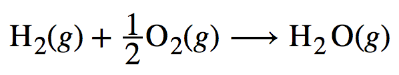 H₂(g) + ½O₂(g) ⟶ H₂O(g)